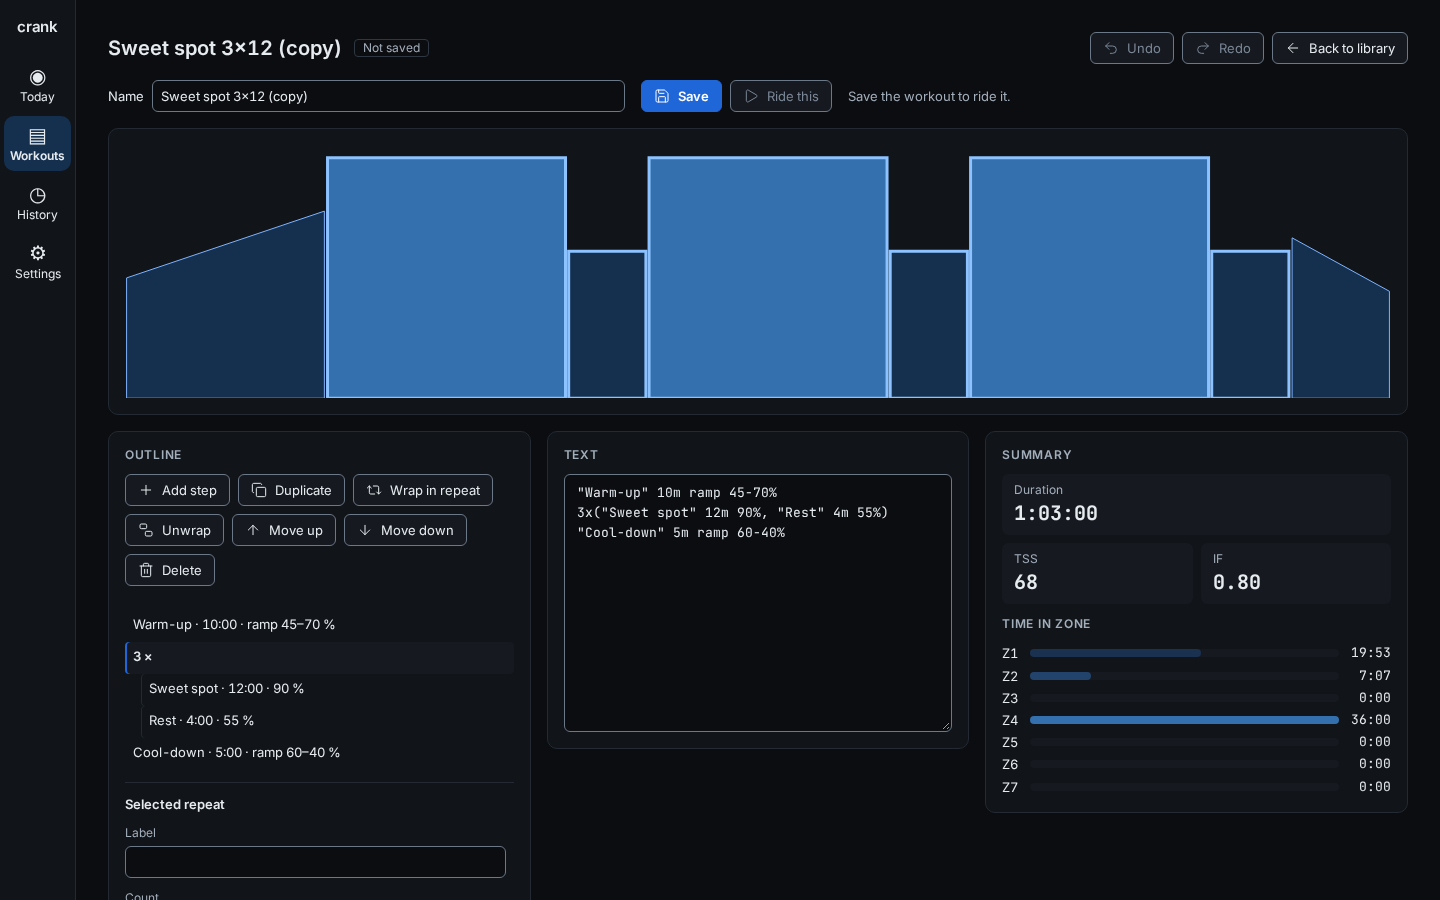 crank
Today
Workouts
History
Settings
Sweet spot 3×12 (copy)
Not saved
Undo
Redo
Back to library
Name
Sweet spot 3×12 (copy)
Save
Ride this
Save the workout to ride it.
OUTLINE
Add step
Duplicate
Wrap in repeat
Unwrap
Move up
Move down
Delete
Warm-up · 10:00 · ramp 45–70 %
3 ×
Sweet spot · 12:00 · 90 %
Rest · 4:00 · 55 %
Cool-down · 5:00 · ramp 60–40 %
Selected repeat
Label
Count
TEXT
"Warm-up" 10m ramp 45-70%
3x("Sweet spot" 12m 90%, "Rest" 4m 55%)
"Cool-down" 5m ramp 60-40%
SUMMARY
Duration
1:03:00
TSS
68
IF
0.80
TIME IN ZONE
Z1 19:53
Z2 7:07
Z3 0:00
Z4 36:00
Z5 0:00
Z6 0:00
Z7 0:00